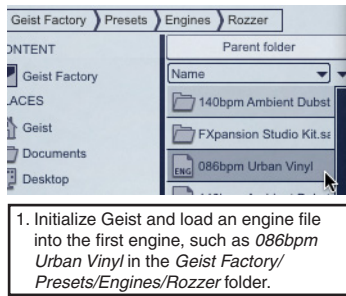 Geist Factory Presets Engines Rozzer
ONTENT
Parent folder
Geist Factory
Name
ACES
140bpm Ambient Dubst
Geist
FXpansion Studio Kit.sa
Documents
ENG 086bpm Urban Vinyl
Desktop
1. Initialize Geist and load an engine file
into the first engine, such as 086bpm
Urban Vinyl in the Geist Factory/
Presets/Engines/Rozzer folder.